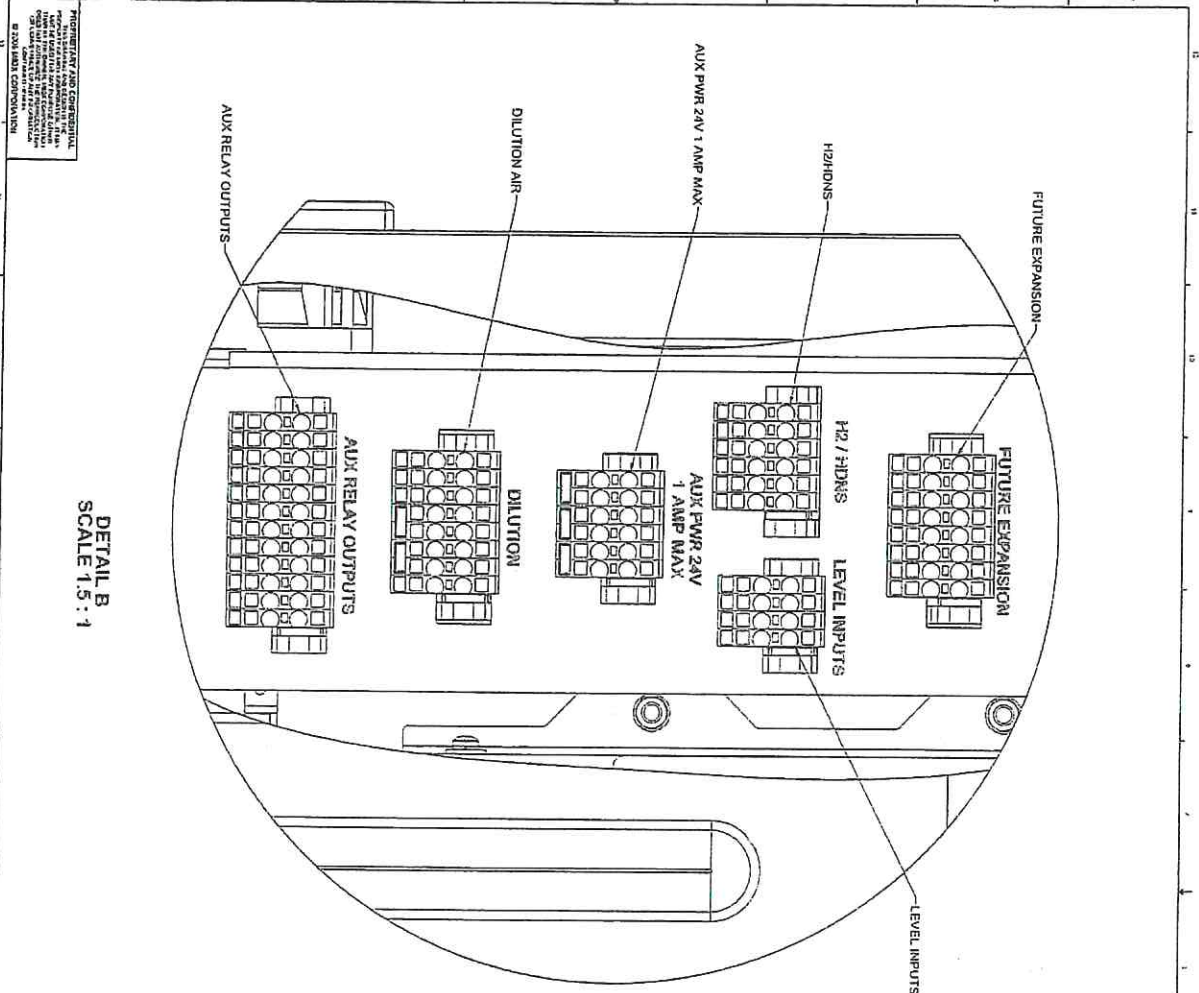 FUTURE EXPANSION
H2/HDNS
AUX PWR 24V 1 AMP MAX
DILUTION AIR
AUX RELAY OUTPUTS
LEVEL INPUTS
FUTURE EXPANSION
H2 / HDNS
LEVEL INPUTS
AUX PWR 24V
1 AMP MAX
DILUTION
AUX RELAY OUTPUTS
DETAIL B
SCALE 1.5 : 1
PROPRIETARY AND CONFIDENTIAL